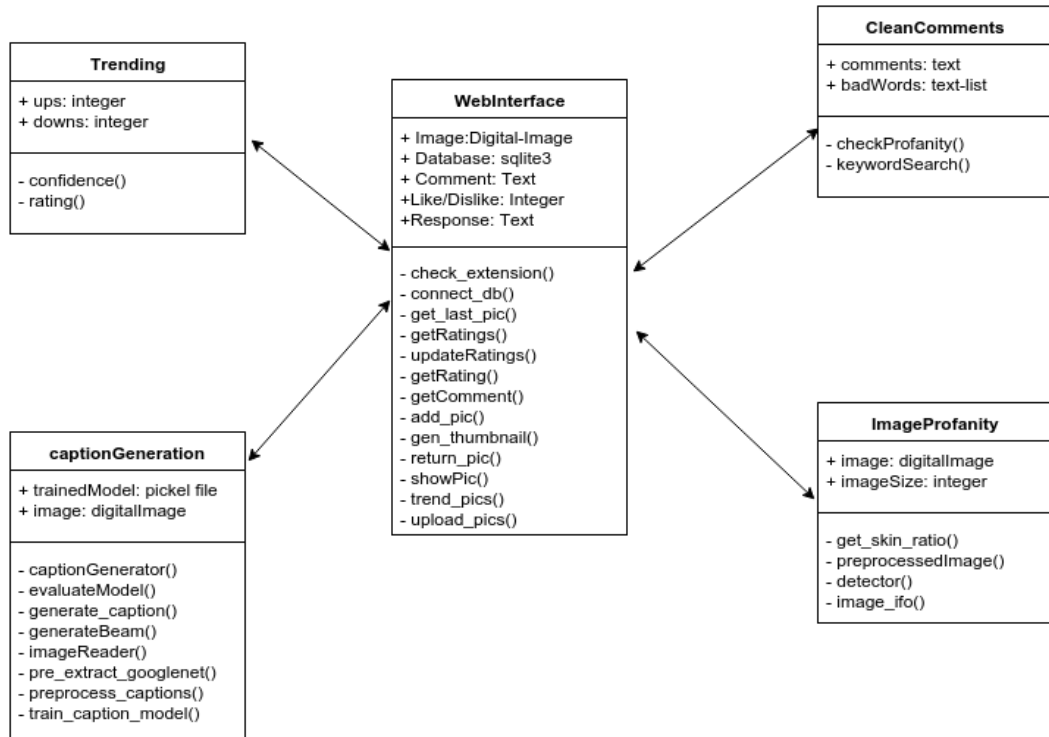 Trending
+ ups: integer
+ downs: integer
- confidence()
- rating()
WebInterface
+ Image:Digital-Image
+ Database: sqlite3
+ Comment: Text
+Like/Dislike: Integer
+Response: Text
- check_extension()
- connect_db()
- get_last_pic()
- getRatings()
- updateRatings()
- getRating()
- getComment()
- add_pic()
- gen_thumbnail()
- return_pic()
- showPic()
- trend_pics()
- upload_pics()
CleanComments
+ comments: text
+ badWords: text-list
- checkProfanity()
- keywordSearch()
captionGeneration
+ trainedModel: pickel file
+ image: digitalImage
- captionGenerator()
- evaluateModel()
- generate_caption()
- generateBeam()
- imageReader()
- pre_extract_googlenet()
- preprocess_captions()
- train_caption_model()
ImageProfanity
+ image: digitalImage
+ imageSize: integer
- get_skin_ratio()
- preprocessedImage()
- detector()
- image_ifo()